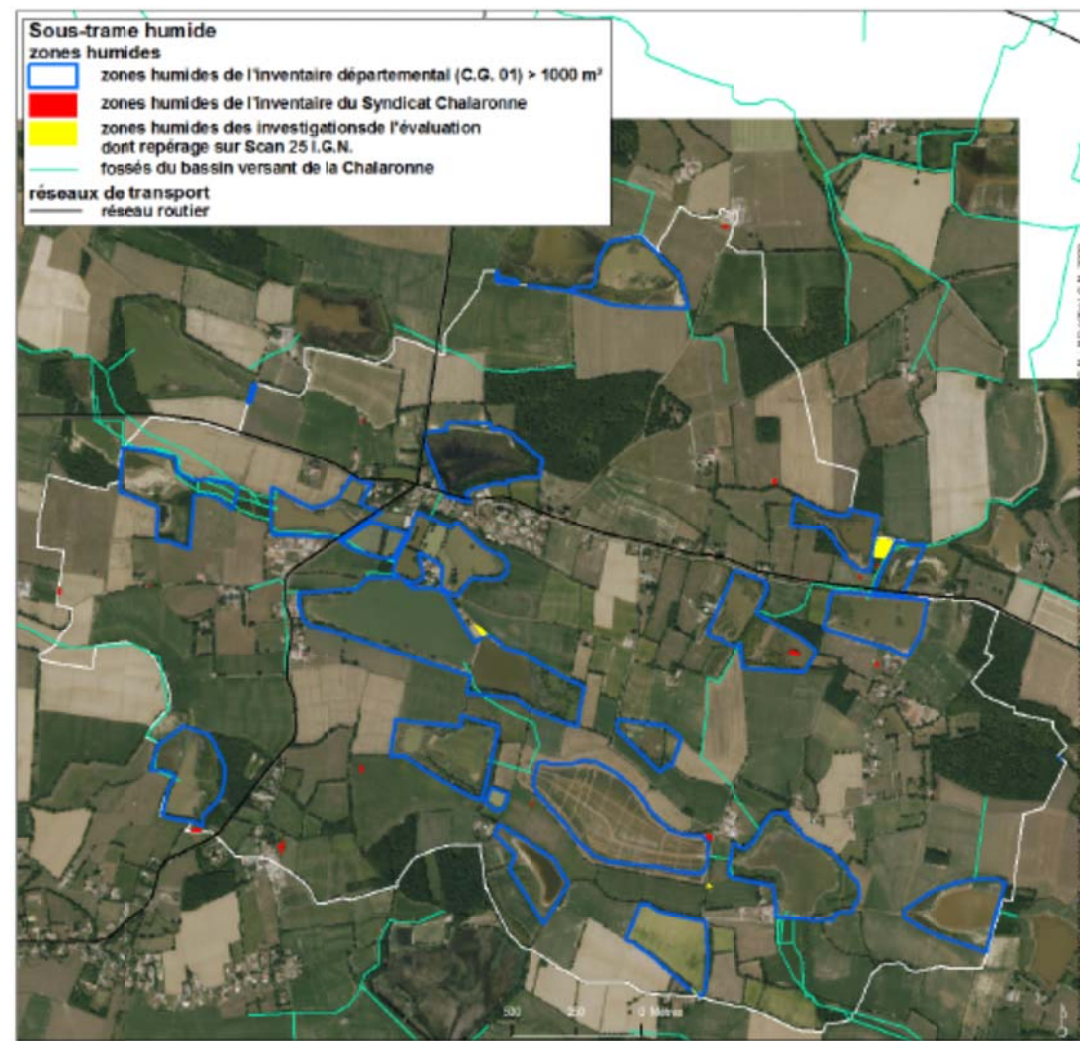 Sous-trame humide
zones humides
zones humides de l'inventaire départemental (C.G. 01) > 1000 m²
zones humides de l'inventaire du Syndicat Chalaronne
zones humides des investigationsde l'évaluation
dont repérage sur Scan 25 I.G.N.
fossés du bassin versant de la Chalaronne
réseaux de transport
réseau routier
500 250 0 Mètres